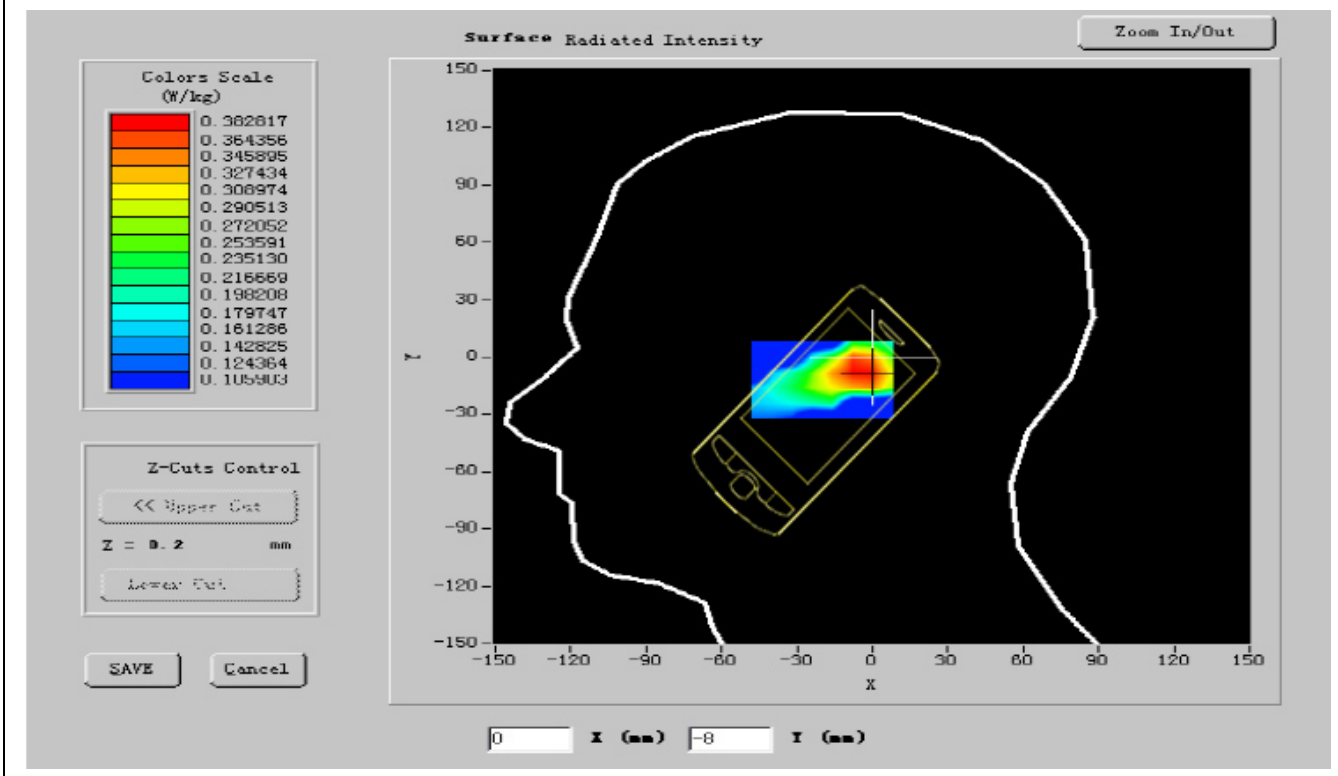 Surface Radiated Intensity
Zoom In/Out
Colors Scale
(W/kg)
0.382817
0.364356
0.345895
0.327434
0.308974
0.290513
0.272052
0.253591
0.235130
0.216669
0.198208
0.179747
0.161286
0.142825
0.124364
0.105903
Z-Cuts Control
<< Upper Cut
Z = 0.2 mm
Lower Cut
SAVE
Cancel
150
120
90
60
30
0
-30
-60
-90
-120
-150
Y
-150 -120 -90 -60 -30 0 30 60 90 120 150
X
0 X (mm) -8 Y (mm)